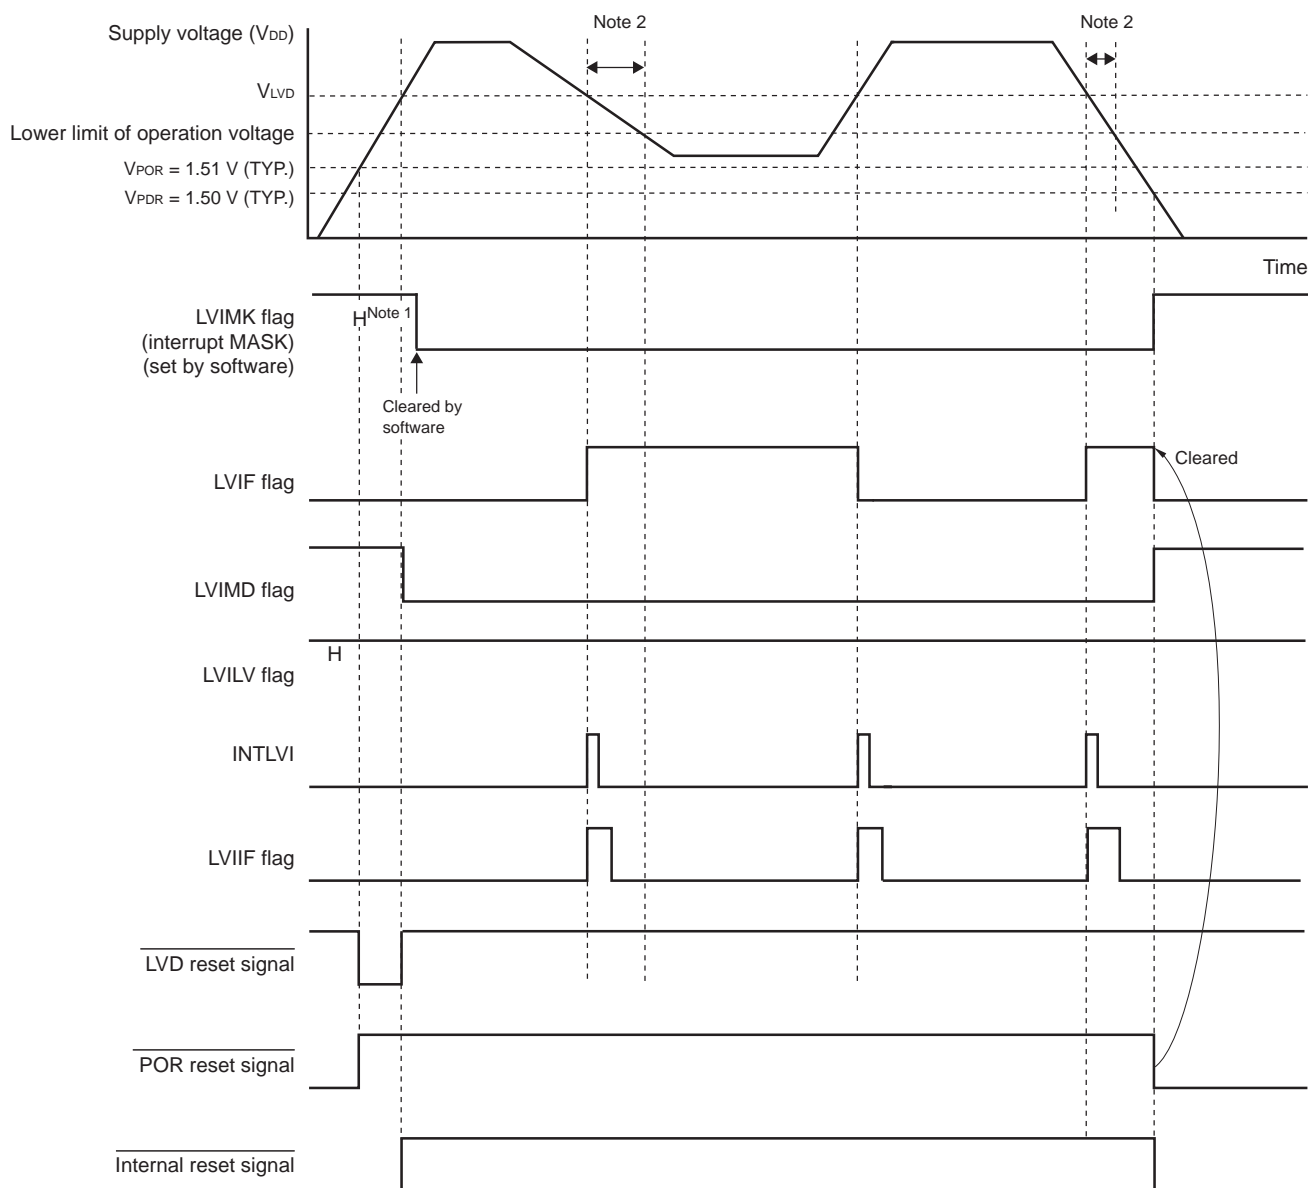 Note 2
Note 2
Supply voltage (VDD)
VLVD
Lower limit of operation voltage
VPOR = 1.51 V (TYP.)
VPDR = 1.50 V (TYP.)
Time
LVIMK flag
(interrupt MASK)
(set by software)
H Note 1
Cleared by
software
LVIF flag
Cleared
LVIMD flag
H
LVILV flag
INTLVI
LVIIF flag
LVD reset signal
POR reset signal
Internal reset signal